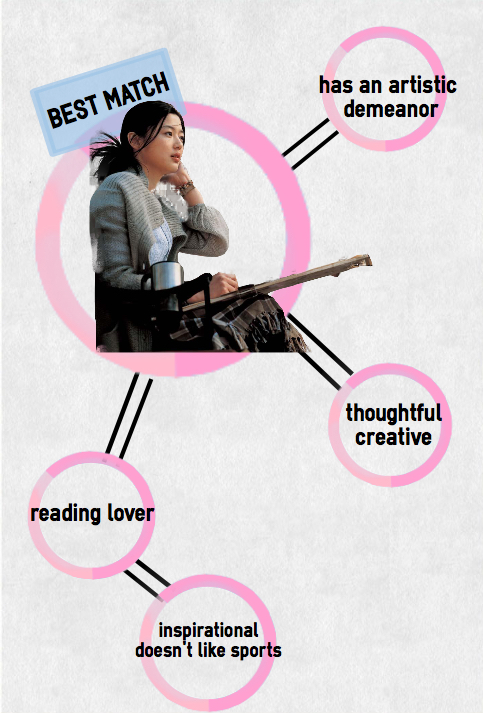 BEST MATCH
has an artistic
demeanor
thoughtful
creative
reading lover
inspirational
doesn't like sports